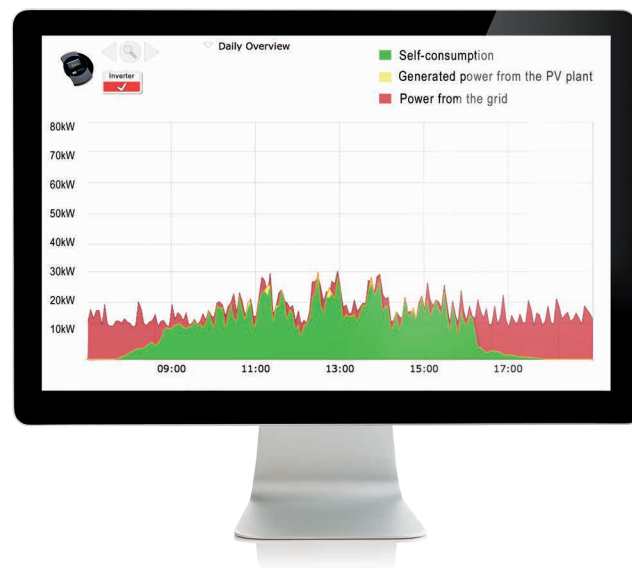 Daily Overview
Inverter
Self-consumption
Generated power from the PV plant
Power from the grid
80kW
70kW
60kW
50kW
40kW
30kW
20kW
10kW
09:00 11:00 13:00 15:00 17:00